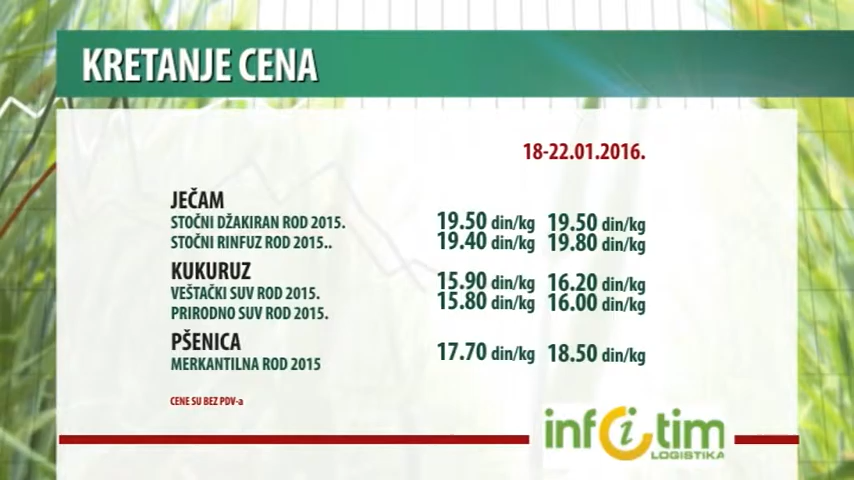 KRETANJE CENA
18-22.01.2016.
JEČAM
STOČNI DŽAKIRAN ROD 2015. 19.50 din/kg 19.50 din/kg
STOČNI RINFUZ ROD 2015.. 19.40 din/kg 19.80 din/kg
KUKURUZ
VEŠTAČKI SUV ROD 2015. 15.90 din/kg 16.20 din/kg
PRIRODNO SUV ROD 2015. 15.80 din/kg 16.00 din/kg
PŠENICA
MERKANTILNA ROD 2015 17.70 din/kg 18.50 din/kg
CENE SU BEZ PDV-a
inf i tim
LOGISTIKA